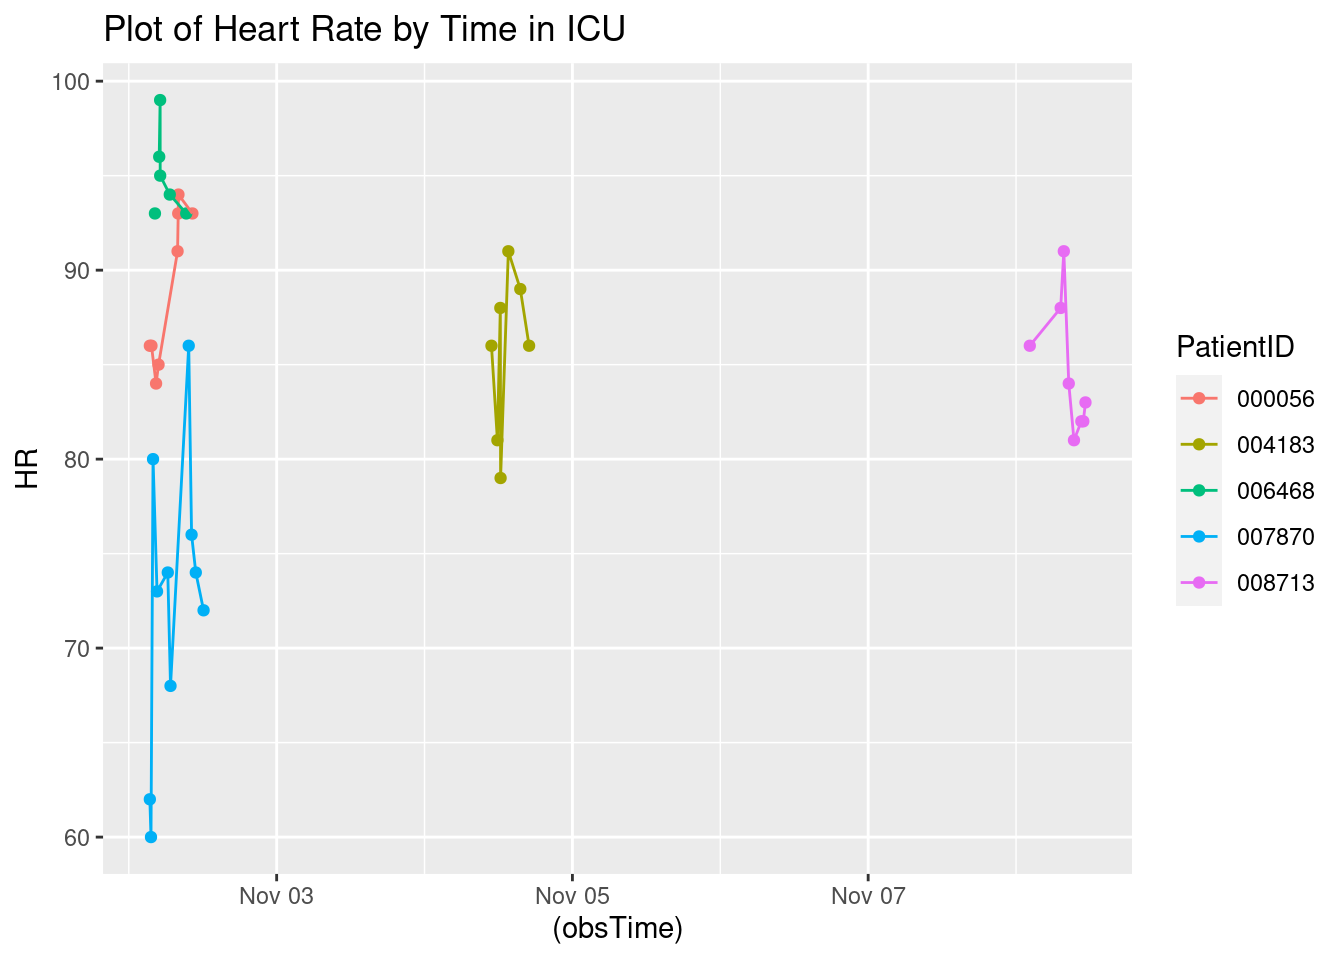 Plot of Heart Rate by Time in ICU
100
90
80
70
60
HR
Nov 03
Nov 05
Nov 07
(obsTime)
PatientID
000056
004183
006468
007870
008713